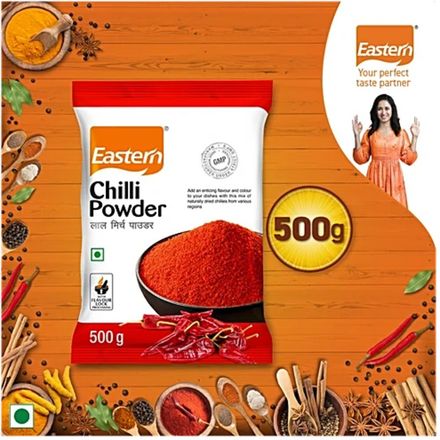 Eastern
Your perfect
taste partner
Eastern
GMP
Chilli
Powder
लाल मिर्च पाउडर
Add an enticing flavour and colour
to your dishes with this mix of
naturally dried chillies from various
regions
FLAVOUR
LOCK
500 g
500g